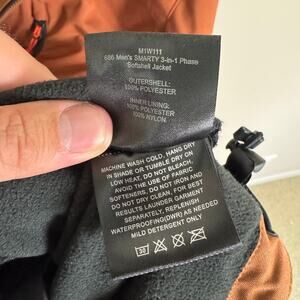 M1W111
686 Men's SMARTY 3-in-1 Phase
Softshell Jacket
OUTERSHELL:
100% POLYESTER
INNER LINING:
100% POLYESTER
100% NYLON.
MACHINE WASH COLD, HANG DRY
IN SHADE OR TUMBLE DRY ON
LOW HEAT, DO NOT BLEACH.
AVOID THE USE OF FABRIC
SOFTENERS, DO NOT IRON AND
DO NOT DRY CLEAN. FOR BEST
RESULTS LAUNDER GARMENT
SEPARATELY, REPLENISH
WATERPROOFING(DWR) AS NEEDED
MILD DETERGENT ONLY
30